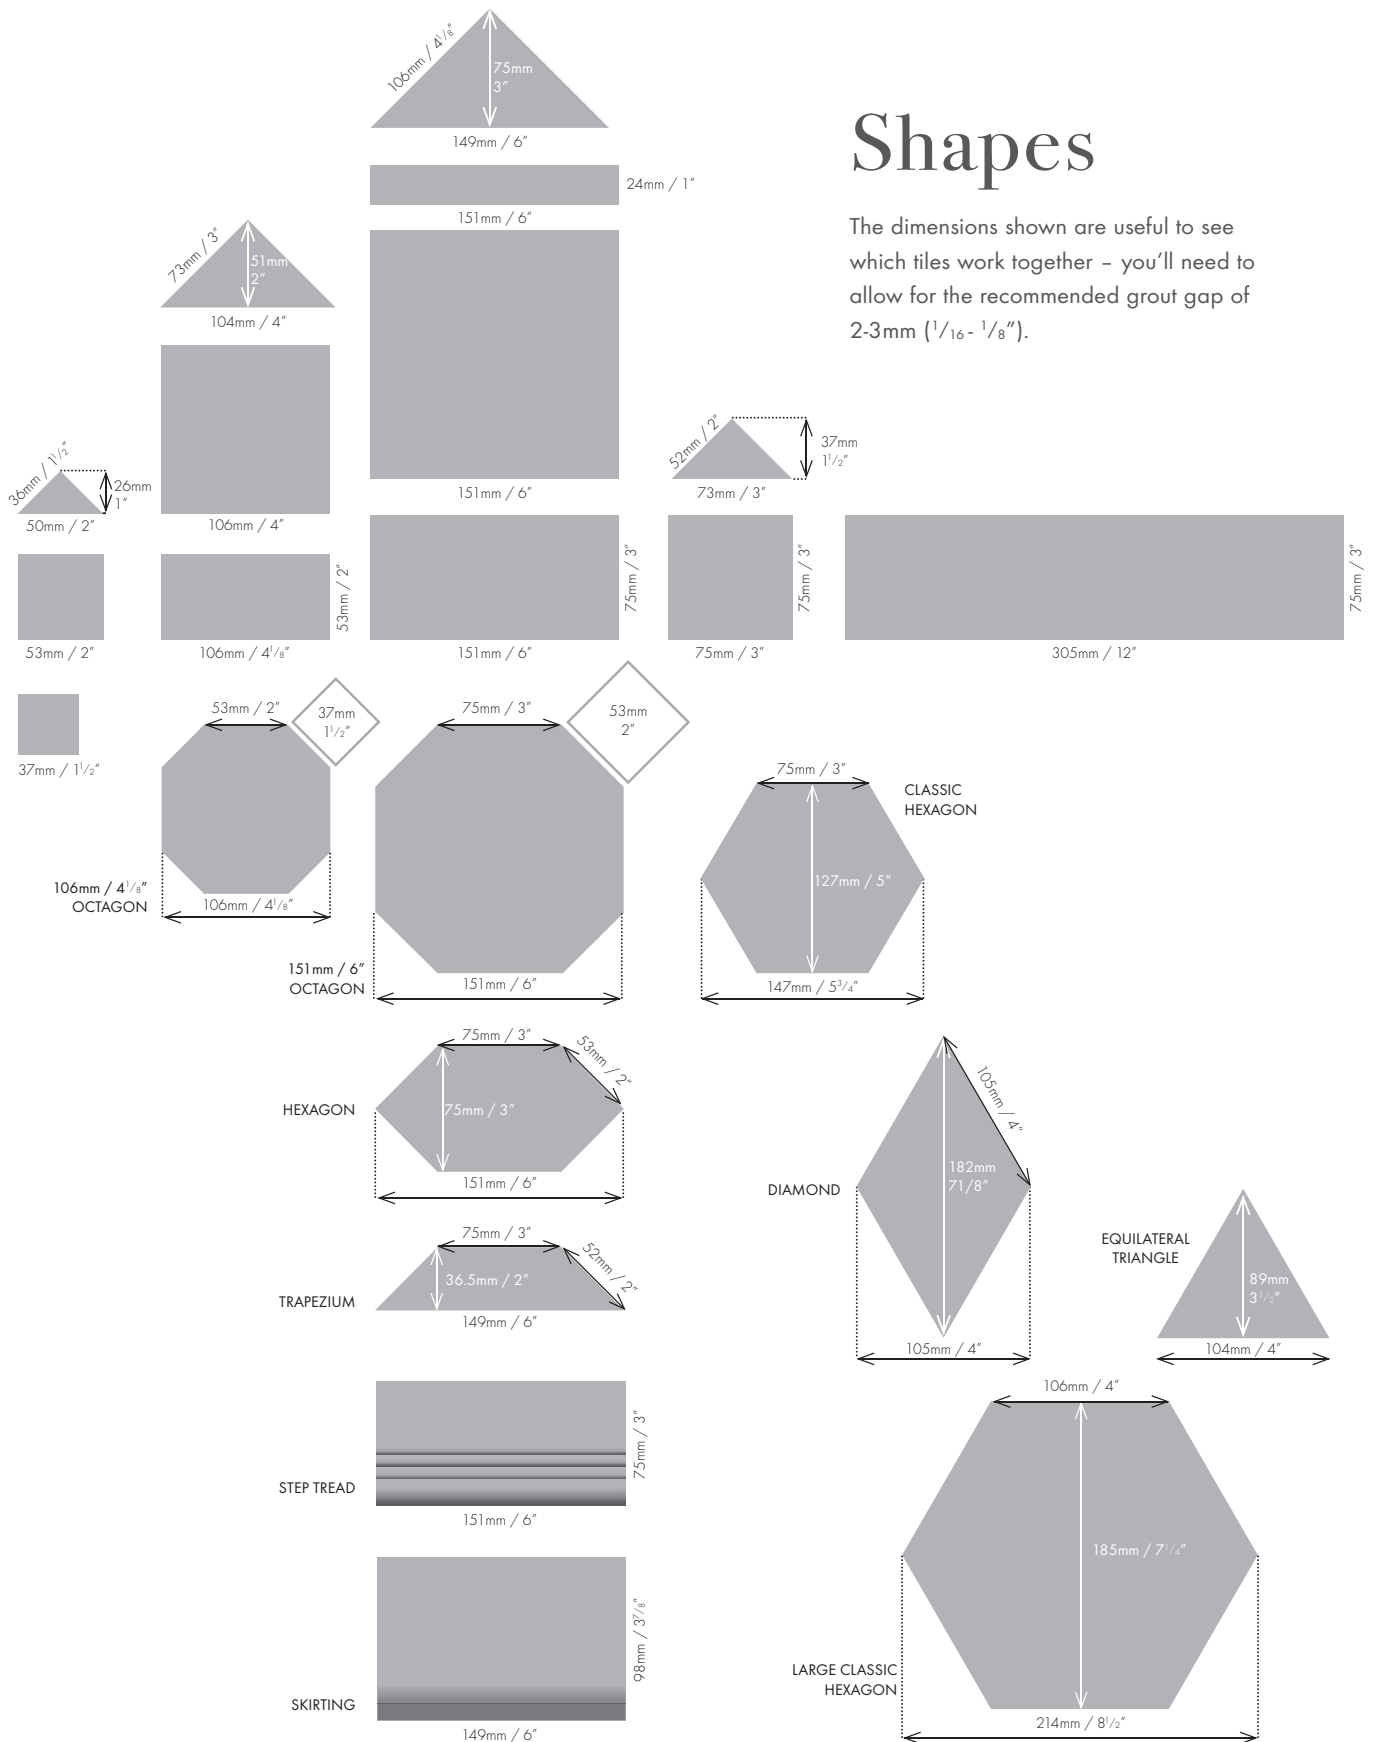 106mm / 4 1/8”
75mm
3”
149mm / 6”
24mm / 1”
151mm / 6”
Shapes
The dimensions shown are useful to see
which tiles work together – you’ll need to
allow for the recommended grout gap of
2-3mm (1/16 - 1/8”).
73mm / 3”
51mm
2”
104mm / 4”
106mm / 4”
151mm / 6”
36mm / 1 1/2”
26mm
1”
50mm / 2”
52mm / 2”
37mm
1 1/2”
73mm / 3”
53mm / 2”
53mm / 2”
106mm / 4 1/8”
75mm / 3”
151mm / 6”
75mm / 3”
75mm / 3”
75mm / 3”
305mm / 12”
37mm / 1 1/2”
53mm / 2”
37mm
1 1/2”
106mm / 4 1/8”
OCTAGON
106mm / 4 1/8”
75mm / 3”
53mm
2”
151mm / 6”
OCTAGON
151mm / 6”
75mm / 3”
CLASSIC
HEXAGON
127mm / 5”
147mm / 5 3/4”
75mm / 3”
53mm / 2”
HEXAGON
75mm / 3”
151mm / 6”
105mm / 4”
DIAMOND
182mm
71/8”
105mm / 4”
EQUILATERAL
TRIANGLE
89mm
3 1/2”
104mm / 4”
75mm / 3”
52mm / 2”
36.5mm / 2”
TRAPEZIUM
149mm / 6”
75mm / 3”
STEP TREAD
151mm / 6”
98mm / 3 7/8”
SKIRTING
149mm / 6”
106mm / 4”
185mm / 7 1/4”
LARGE CLASSIC
HEXAGON
214mm / 8 1/2”